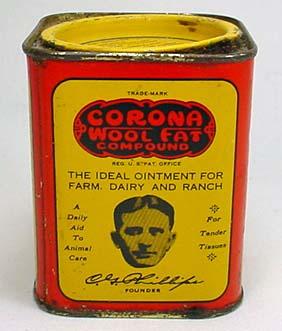 TRADE-MARK
CORONA
WOOL FAT
COMPOUND
REG. U. S. PAT. OFFICE
THE IDEAL OINTMENT FOR
FARM, DAIRY AND RANCH
A
Daily
Aid
To
Animal
Care
For
Tender
Tissues
C. G. Phillips
FOUNDER